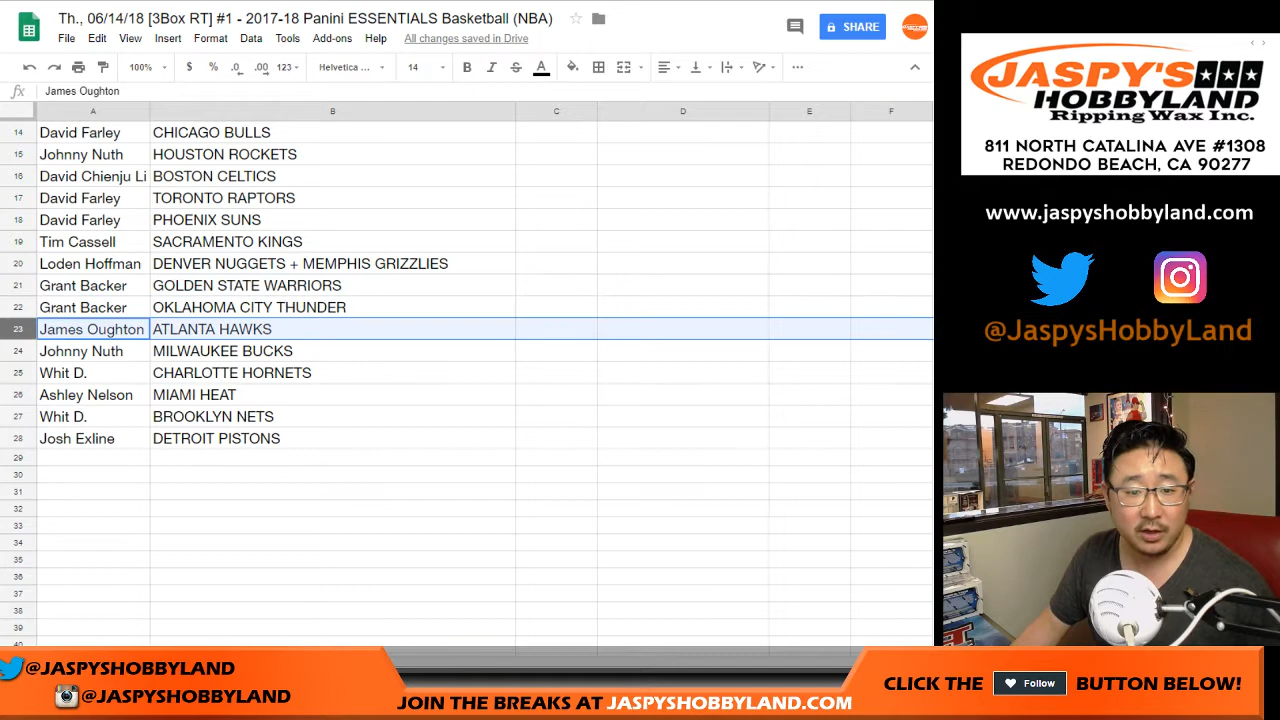 Th., 06/14/18 [3Box RT] #1 - 2017-18 Panini ESSENTIALS Basketball (NBA)
File Edit View Insert Format Data Tools Add-ons Help All changes saved in Drive
SHARE
100% $ % .0 .00 123 Helvetica ... 14 B I S A
fx James Oughton
A B C D E F
14 David Farley CHICAGO BULLS
15 Johnny Nuth HOUSTON ROCKETS
16 David Chienju Li BOSTON CELTICS
17 David Farley TORONTO RAPTORS
18 David Farley PHOENIX SUNS
19 Tim Cassell SACRAMENTO KINGS
20 Loden Hoffman DENVER NUGGETS + MEMPHIS GRIZZLIES
21 Grant Backer GOLDEN STATE WARRIORS
22 Grant Backer OKLAHOMA CITY THUNDER
23 James Oughton ATLANTA HAWKS
24 Johnny Nuth MILWAUKEE BUCKS
25 Whit D. CHARLOTTE HORNETS
26 Ashley Nelson MIAMI HEAT
27 Whit D. BROOKLYN NETS
28 Josh Exline DETROIT PISTONS
29
30
31
32
33
34
35
36
37
38
39
JASPY'S
HOBBYLAND
Ripping Wax Inc.
811 NORTH CATALINA AVE #1308
REDONDO BEACH, CA 90277
www.jaspyshobbyland.com
@JaspysHobbyLand
@JASPYSHOBBYLAND
@JASPYSHOBBYLAND
JOIN THE BREAKS AT JASPYSHOBBYLAND.COM
CLICK THE Follow BUTTON BELOW!